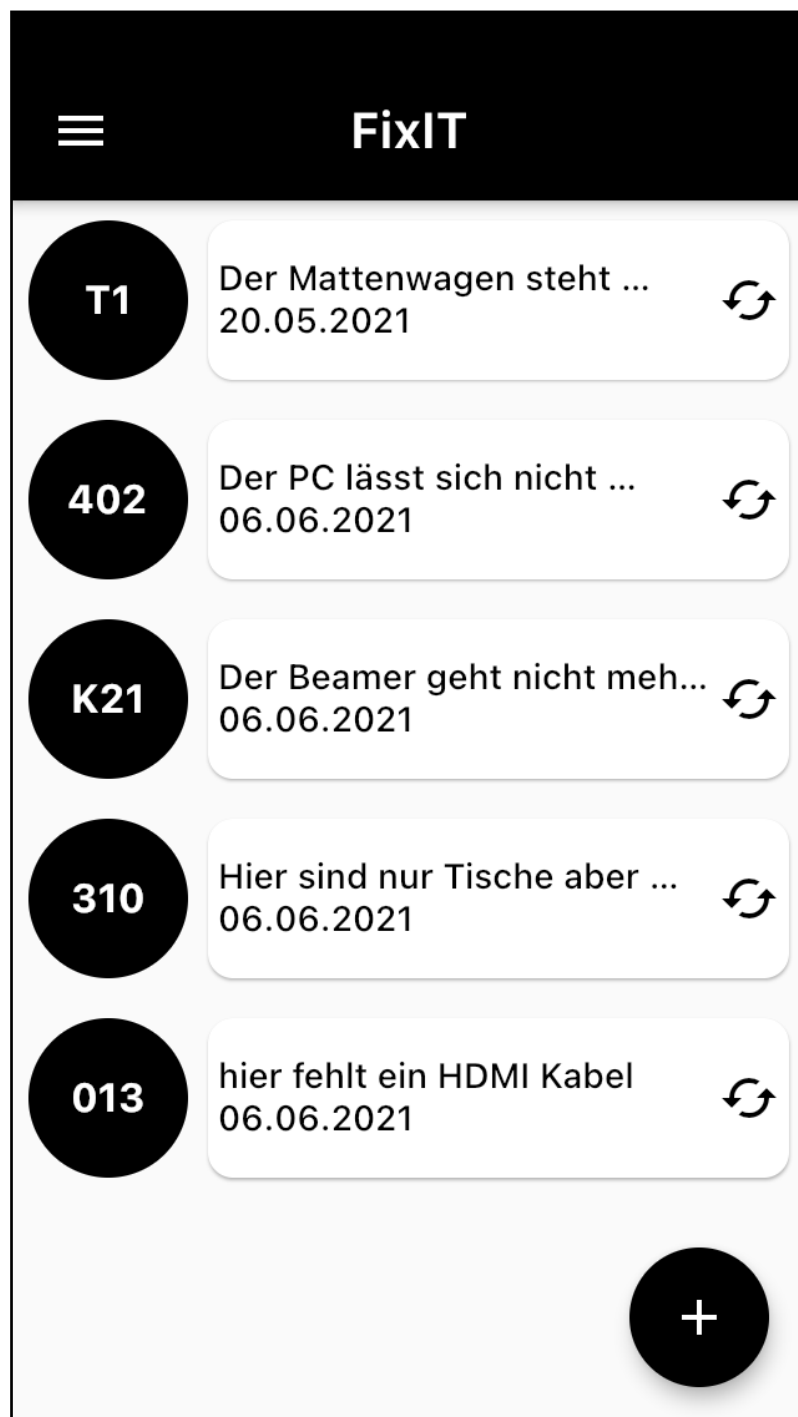 FixIT
T1
Der Mattenwagen steht ...
20.05.2021
402
Der PC lässt sich nicht ...
06.06.2021
K21
Der Beamer geht nicht meh...
06.06.2021
310
Hier sind nur Tische aber ...
06.06.2021
013
hier fehlt ein HDMI Kabel
06.06.2021
+